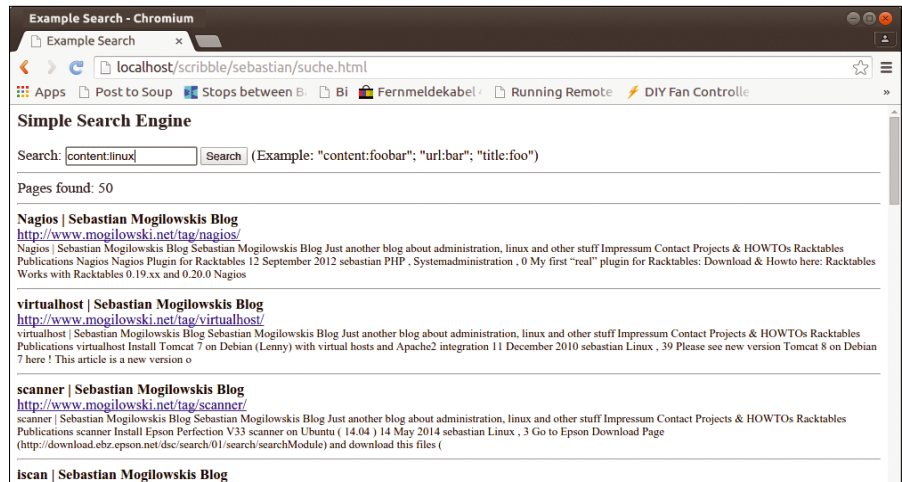 Example Search - Chromium
Example Search ×
localhost/scribble/sebastian/suche.html
Apps Post to Soup Stops between B Bi Fernmeldekabel Running Remote DIY Fan Controlle »
Simple Search Engine
Search: content:linux Search (Example: "content:foobar"; "url:bar"; "title:foo")
Pages found: 50
Nagios | Sebastian Mogilowskis Blog
http://www.mogilowski.net/tag/nagios/
Nagios | Sebastian Mogilowskis Blog Sebastian Mogilowskis Blog Just another blog about administration, linux and other stuff Impressum Contact Projects & HOWTOs Racktables
Publications Nagios Nagios Plugin for Racktables 12 September 2012 sebastian PHP , Systemadministration , 0 My first “real” plugin for Racktables: Download & Howto here: Racktables
Works with Racktables 0.19.xx and 0.20.0 Nagios
virtualhost | Sebastian Mogilowskis Blog
http://www.mogilowski.net/tag/virtualhost/
virtualhost | Sebastian Mogilowskis Blog Sebastian Mogilowskis Blog Just another blog about administration, linux and other stuff Impressum Contact Projects & HOWTOs Racktables
Publications virtualhost Install Tomcat 7 on Debian (Lenny) with virtual hosts and Apache2 integration 11 December 2010 sebastian Linux , 39 Please see new version Tomcat 8 on Debian
7 here ! This article is a new version o
scanner | Sebastian Mogilowskis Blog
http://www.mogilowski.net/tag/scanner/
scanner | Sebastian Mogilowskis Blog Sebastian Mogilowskis Blog Just another blog about administration, linux and other stuff Impressum Contact Projects & HOWTOs Racktables
Publications scanner Install Epson Perfection V33 scanner on Ubuntu ( 14.04 ) 14 May 2014 sebastian Linux , 3 Go to Epson Download Page
(http://download.ebz.epson.net/dsc/search/01/search/searchModule) and download this files (
iscan | Sebastian Mogilowskis Blog